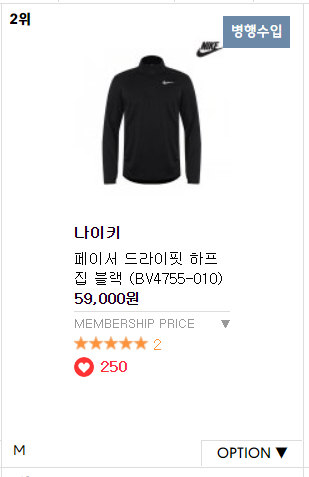 2위
병행수입
NIKE
나이키
페이서 드라이핏 하프
집 블랙 (BV4755-010)
59,000원
MEMBERSHIP PRICE ▼
★★★★★ 2
250
M
OPTION ▼